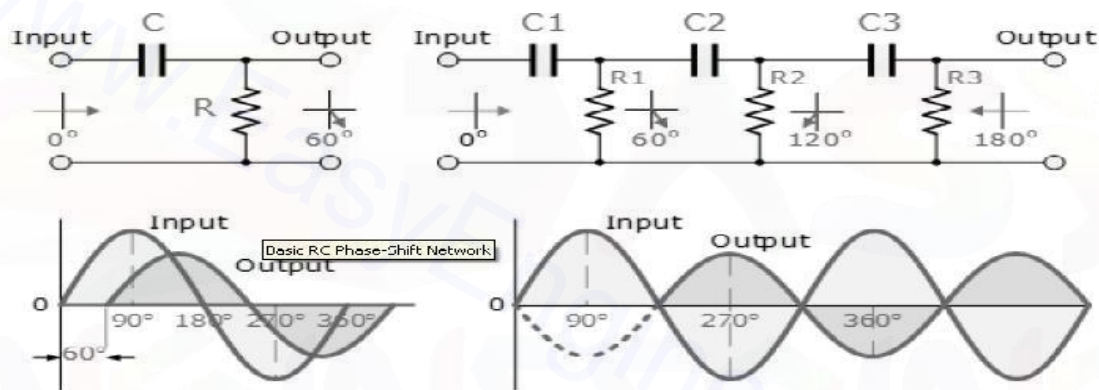 C
Input
Output
R
0°
60°
C1
C2
C3
Input
Output
R1
R2
R3
0°
60°
120°
180°
Input
Output
Basic RC Phase-Shift Network
0
90° 180° 270° 360°
60°
Input
Output
0
90°
270°
360°